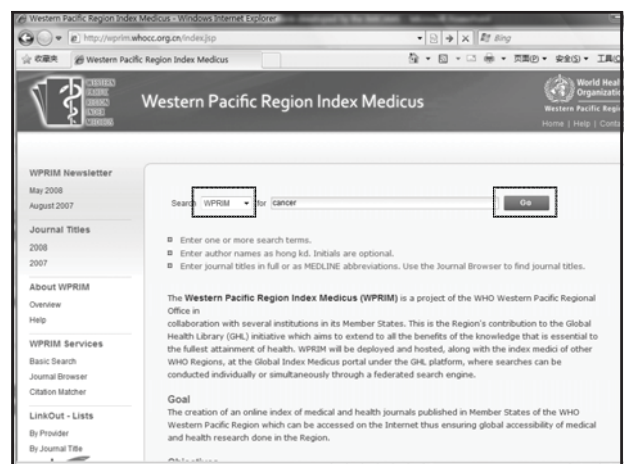 Western Pacific Region Index Medicus - Windows Internet Explorer
http://wprim.whocc.org.cn/index.jsp
Bing
收藏夹
Western Pacific Region Index Medicus
页面(P)
安全(S)
Western Pacific Region Index Medicus
World Heal
Organizatio
Western Pacific Regi
Home | Help | Conta
WPRIM Newsletter
May 2008
August 2007
Journal Titles
2008
2007
About WPRIM
Overview
Help
WPRIM Services
Basic Search
Journal Browser
Citation Matcher
LinkOut - Lists
By Provider
By Journal Title
Search WPRIM for cancer Go
Enter one or more search terms.
Enter author names as hong kd. Initials are optional.
Enter journal titles in full or as MEDLINE abbreviations. Use the Journal Browser to find journal titles.
The Western Pacific Region Index Medicus (WPRIM) is a project of the WHO Western Pacific Regional
Office in
collaboration with several institutions in its Member States. This is the Region's contribution to the Global
Health Library (GHL) initiative which aims to extend to all the benefits of the knowledge that is essential to
the fullest attainment of health. WPRIM will be deployed and hosted, along with the index medici of other
WHO Regions, at the Global Index Medicus portal under the GHL platform, where searches can be
conducted individually or simultaneously through a federated search engine.
Goal
The creation of an online index of medical and health journals published in Member States of the WHO
Western Pacific Region which can be accessed on the Internet thus ensuring global accessibility of medical
and health research done in the Region.